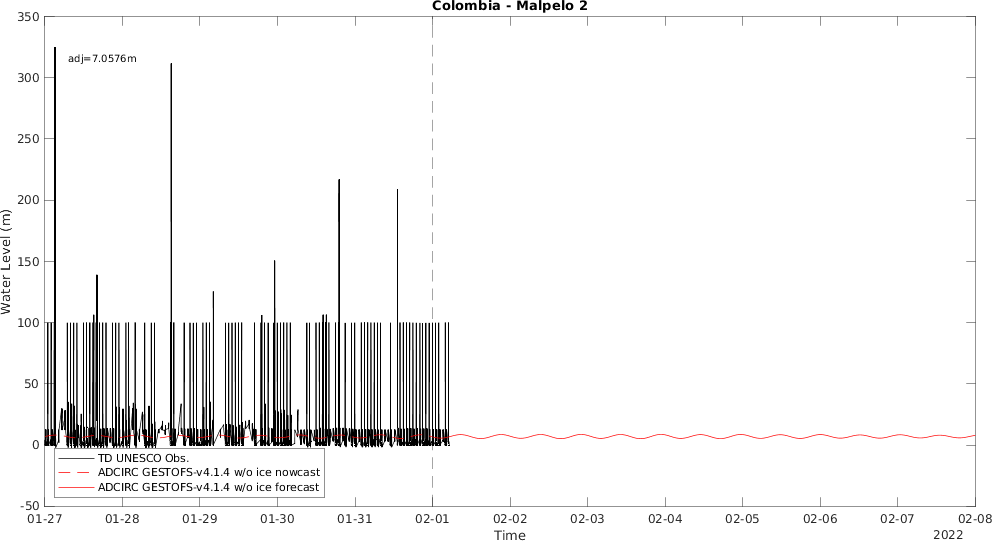 Colombia - Malpelo 2
350
300
250
200
150
100
50
0
-50
Water Level (m)
adj=7.0576m
TD UNESCO Obs.
ADCIRC GESTOFS-v4.1.4 w/o ice nowcast
ADCIRC GESTOFS-v4.1.4 w/o ice forecast
01-27 01-28 01-29 01-30 01-31 02-01 02-02 02-03 02-04 02-05 02-06 02-07 02-08
Time
2022